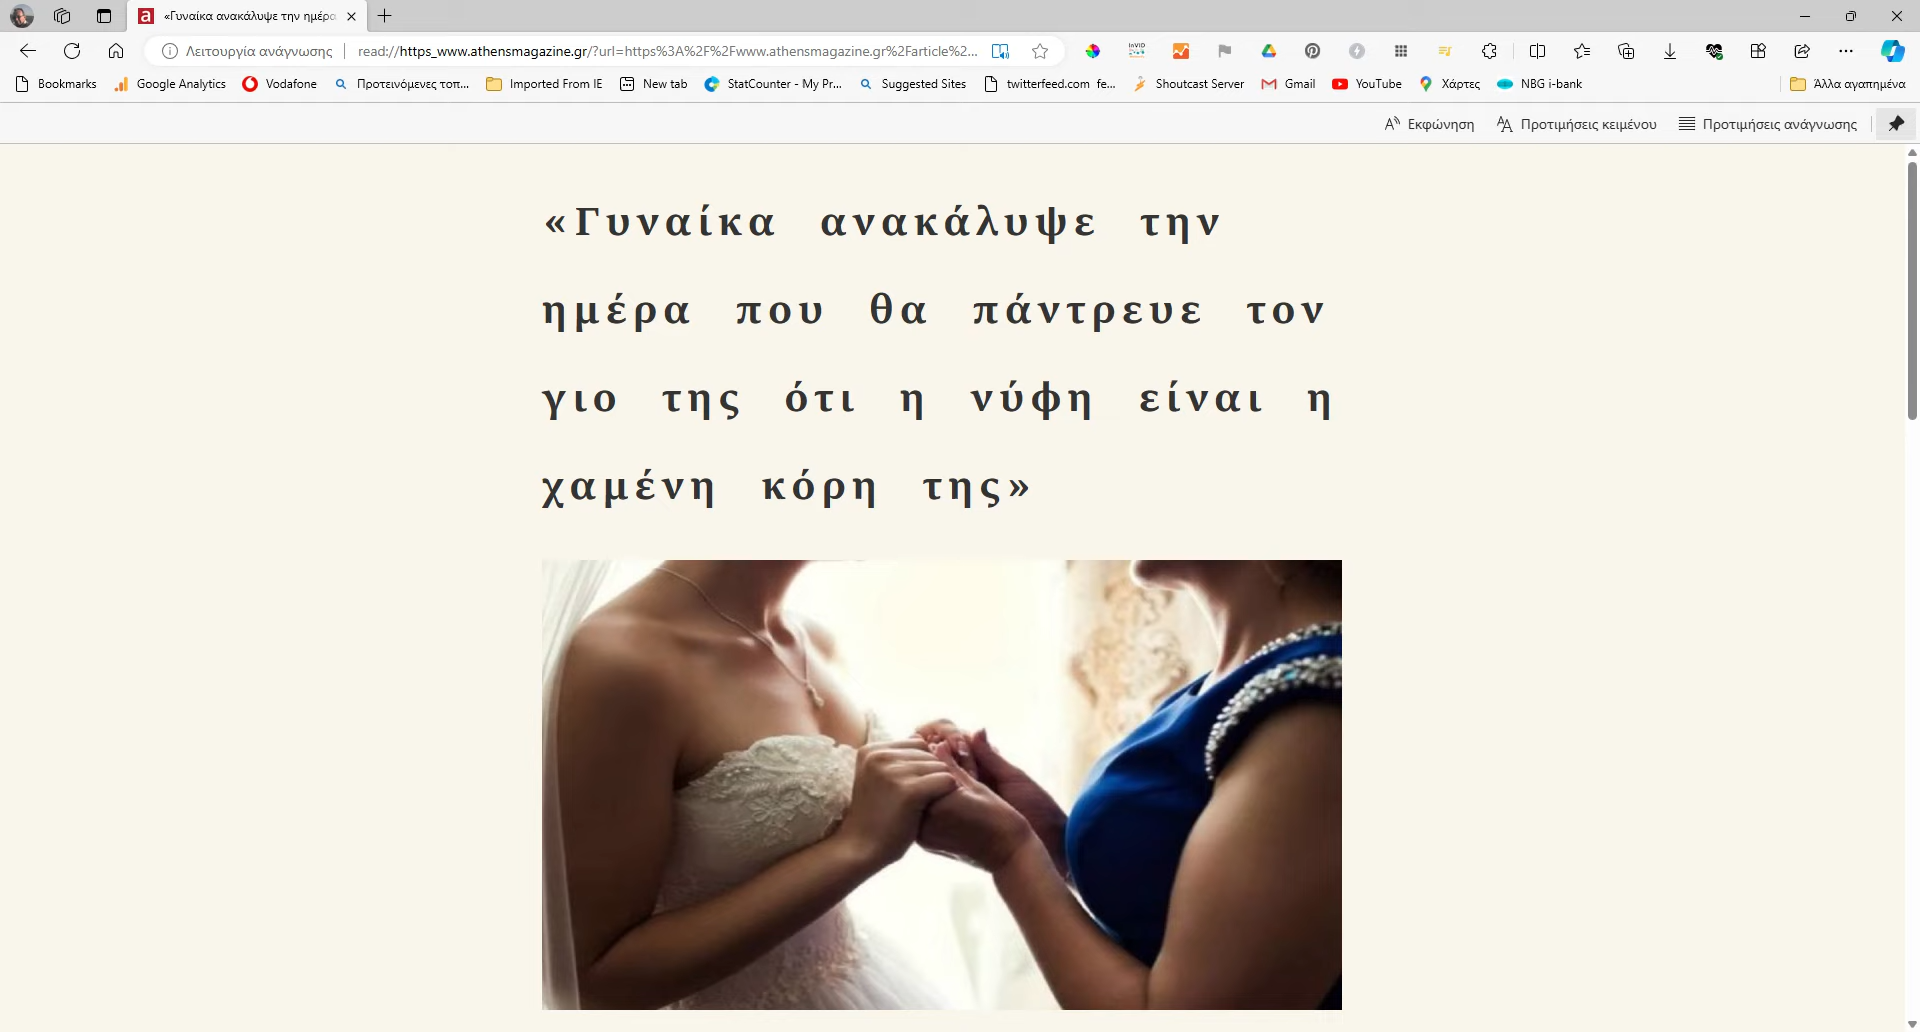 «Γυναίκα ανακάλυψε την ημέρα
Λειτουργία ανάγνωσης
read://https_www.athensmagazine.gr/?url=https%3A%2F%2Fwww.athensmagazine.gr%2Farticle%2...
InVID
Bookmarks Google Analytics Vodafone Προτεινόμενες τοπ... Imported From IE New tab StatCounter - My Pr... Suggested Sites twitterfeed.com fe... Shoutcast Server Gmail YouTube Χάρτες NBG i-bank Άλλα αγαπημένα
Εκφώνηση Προτιμήσεις κειμένου Προτιμήσεις ανάγνωσης
«Γυναίκα ανακάλυψε την
ημέρα που θα πάντρευε τον
γιο της ότι η νύφη είναι η
χαμένη κόρη της»